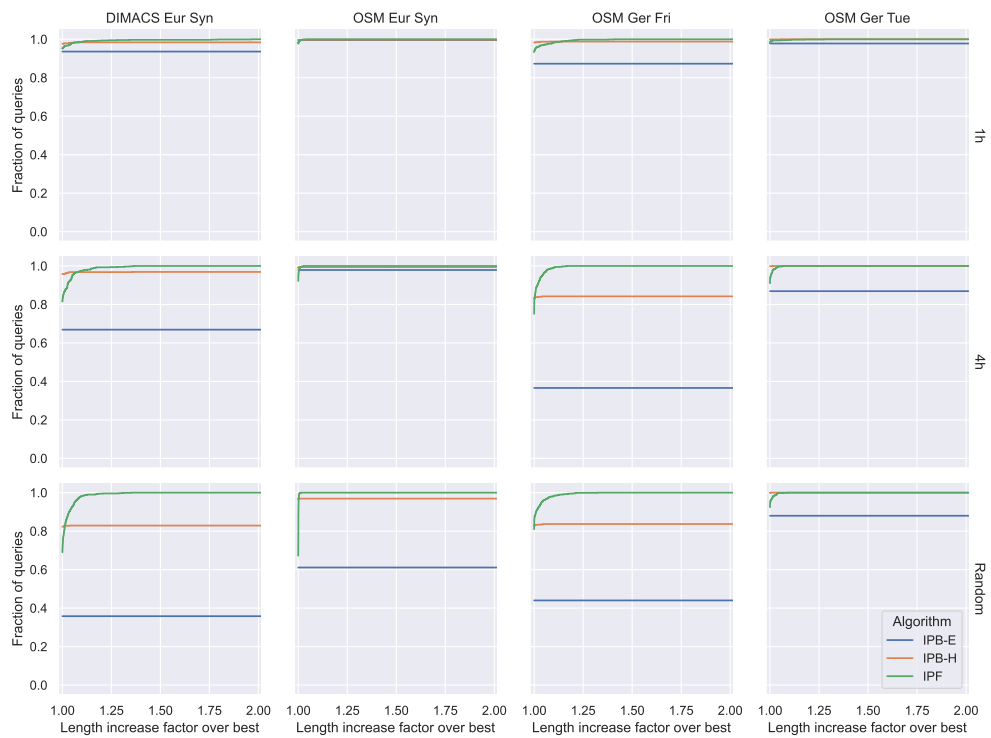 DIMACS Eur Syn
OSM Eur Syn
OSM Ger Fri
OSM Ger Tue
1.0
0.8
0.6
0.4
0.2
0.0
Fraction of queries
1h
1.0
0.8
0.6
0.4
0.2
0.0
Fraction of queries
4h
1.0
0.8
0.6
0.4
0.2
0.0
Fraction of queries
Random
Algorithm
IPB-E
IPB-H
IPF
1.00 1.25 1.50 1.75 2.00
Length increase factor over best
1.00 1.25 1.50 1.75 2.00
Length increase factor over best
1.00 1.25 1.50 1.75 2.00
Length increase factor over best
1.00 1.25 1.50 1.75 2.00
Length increase factor over best